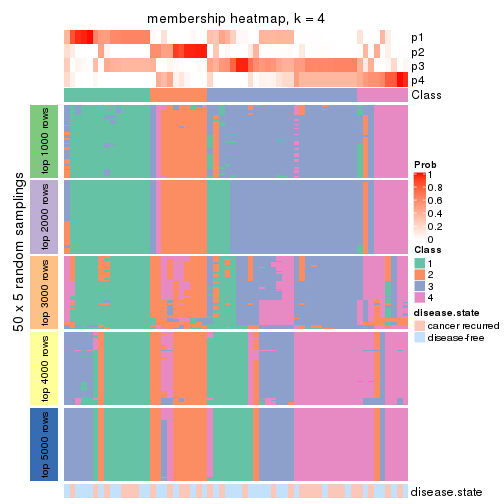 membership heatmap, k = 4
p1
p2
p3
p4
Class
50 x 5 random samplings
top 1000 rows
top 2000 rows
top 3000 rows
top 4000 rows
top 5000 rows
Prob
1
0.8
0.6
0.4
0.2
0
Class
1
2
3
4
disease.state
cancer recurred
disease-free
disease.state